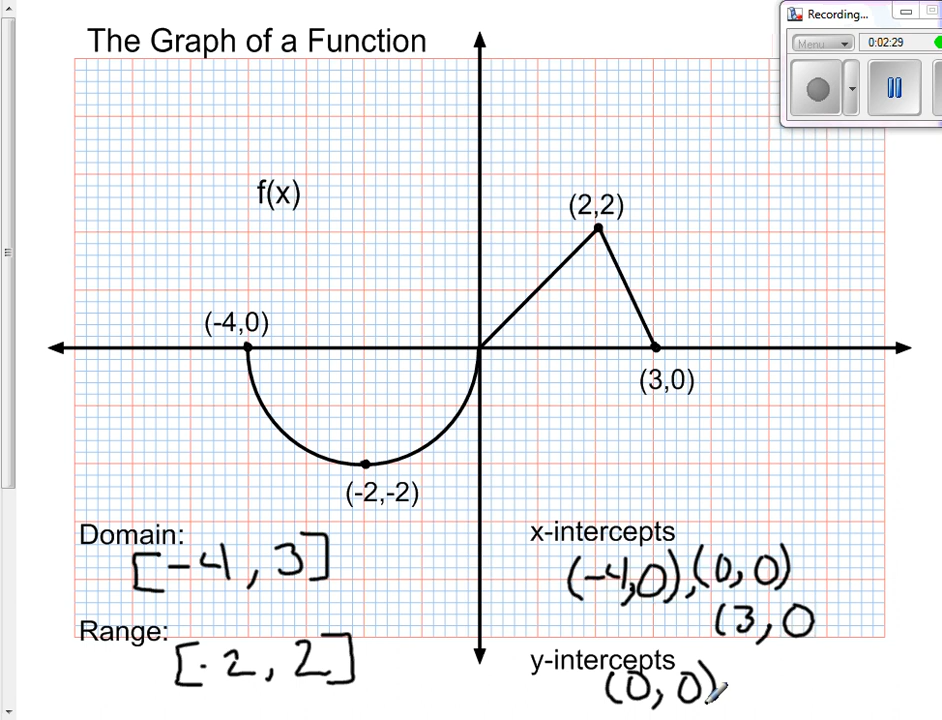 The Graph of a Function
Recording...
Menu
0:02:29
f(x)
(2,2)
(-4,0)
(3,0)
(-2,-2)
Domain:
[-4, 3]
Range:
[-2, 2]
x-intercepts
(-4,0),(0,0)
(3,0
y-intercepts
(0,0)